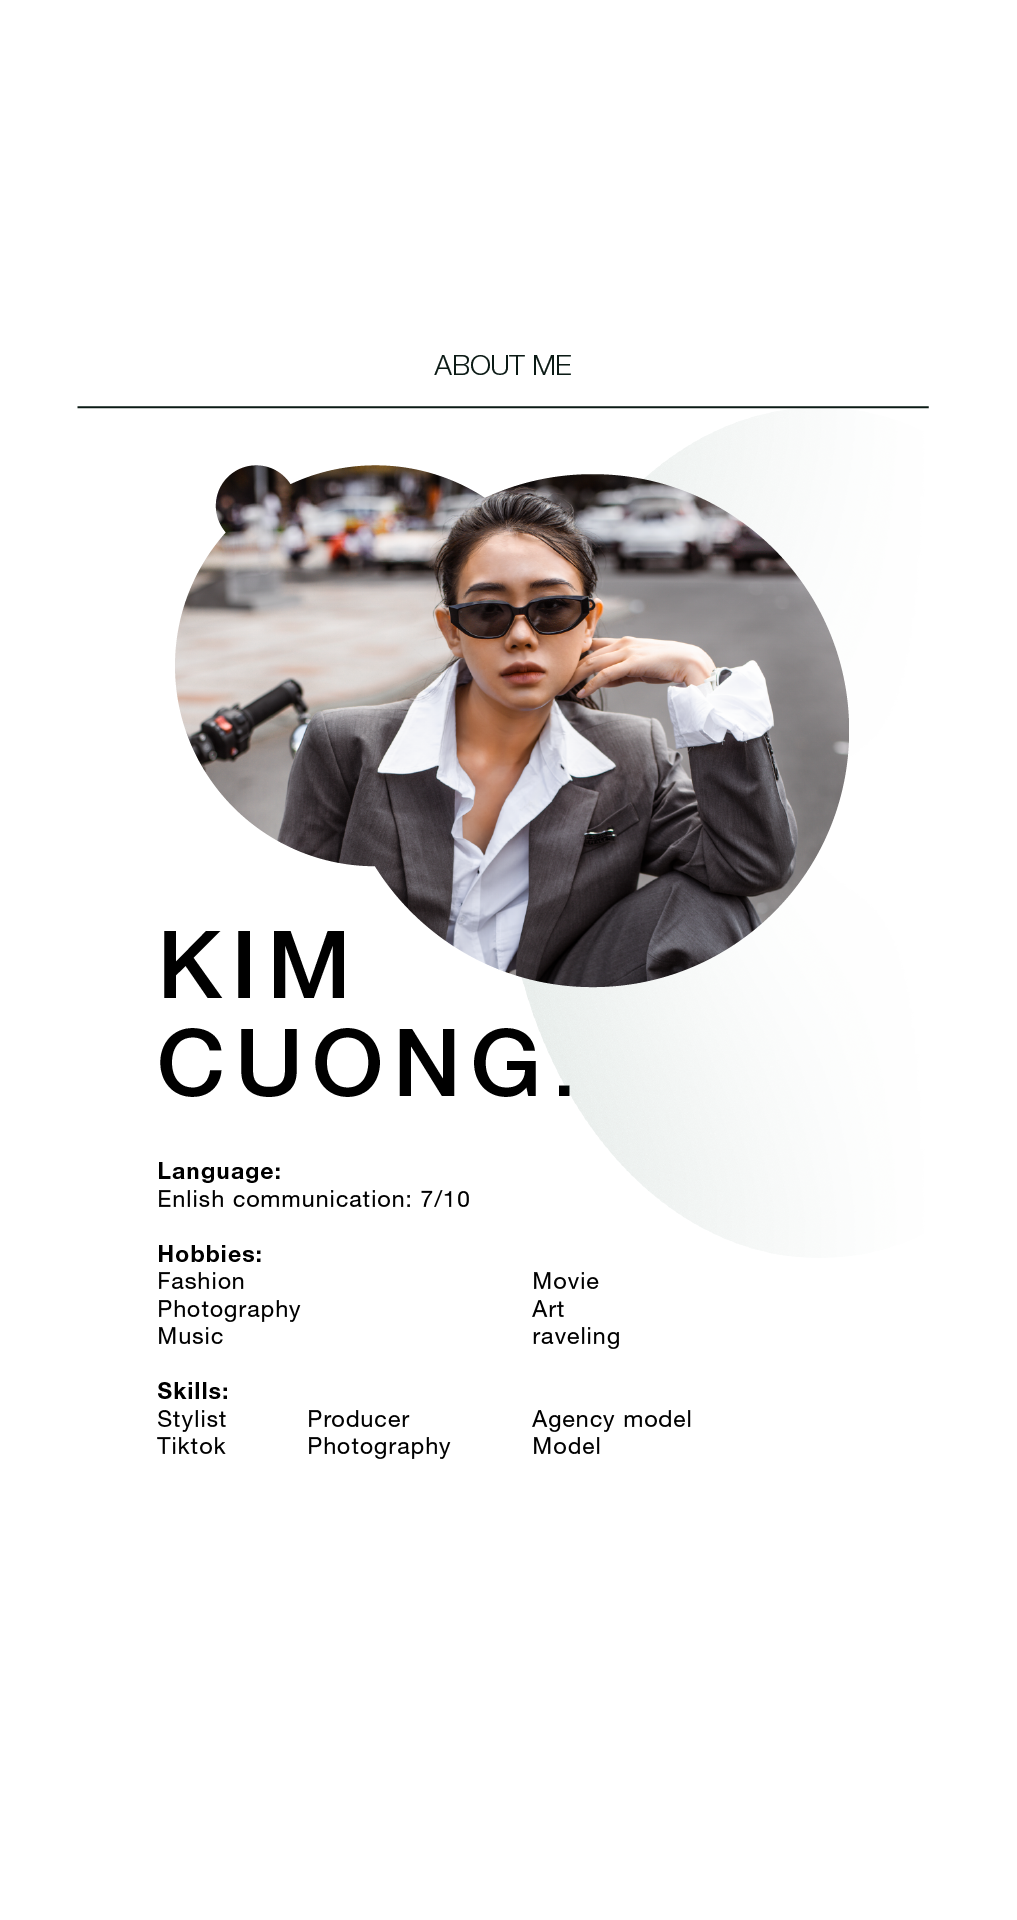 ABOUT ME
KIM
CUONG.
Language:
Enlish communication: 7/10
Hobbies:
Fashion Movie
Photography Art
Music raveling
Skills:
Stylist Producer Agency model
Tiktok Photography Model